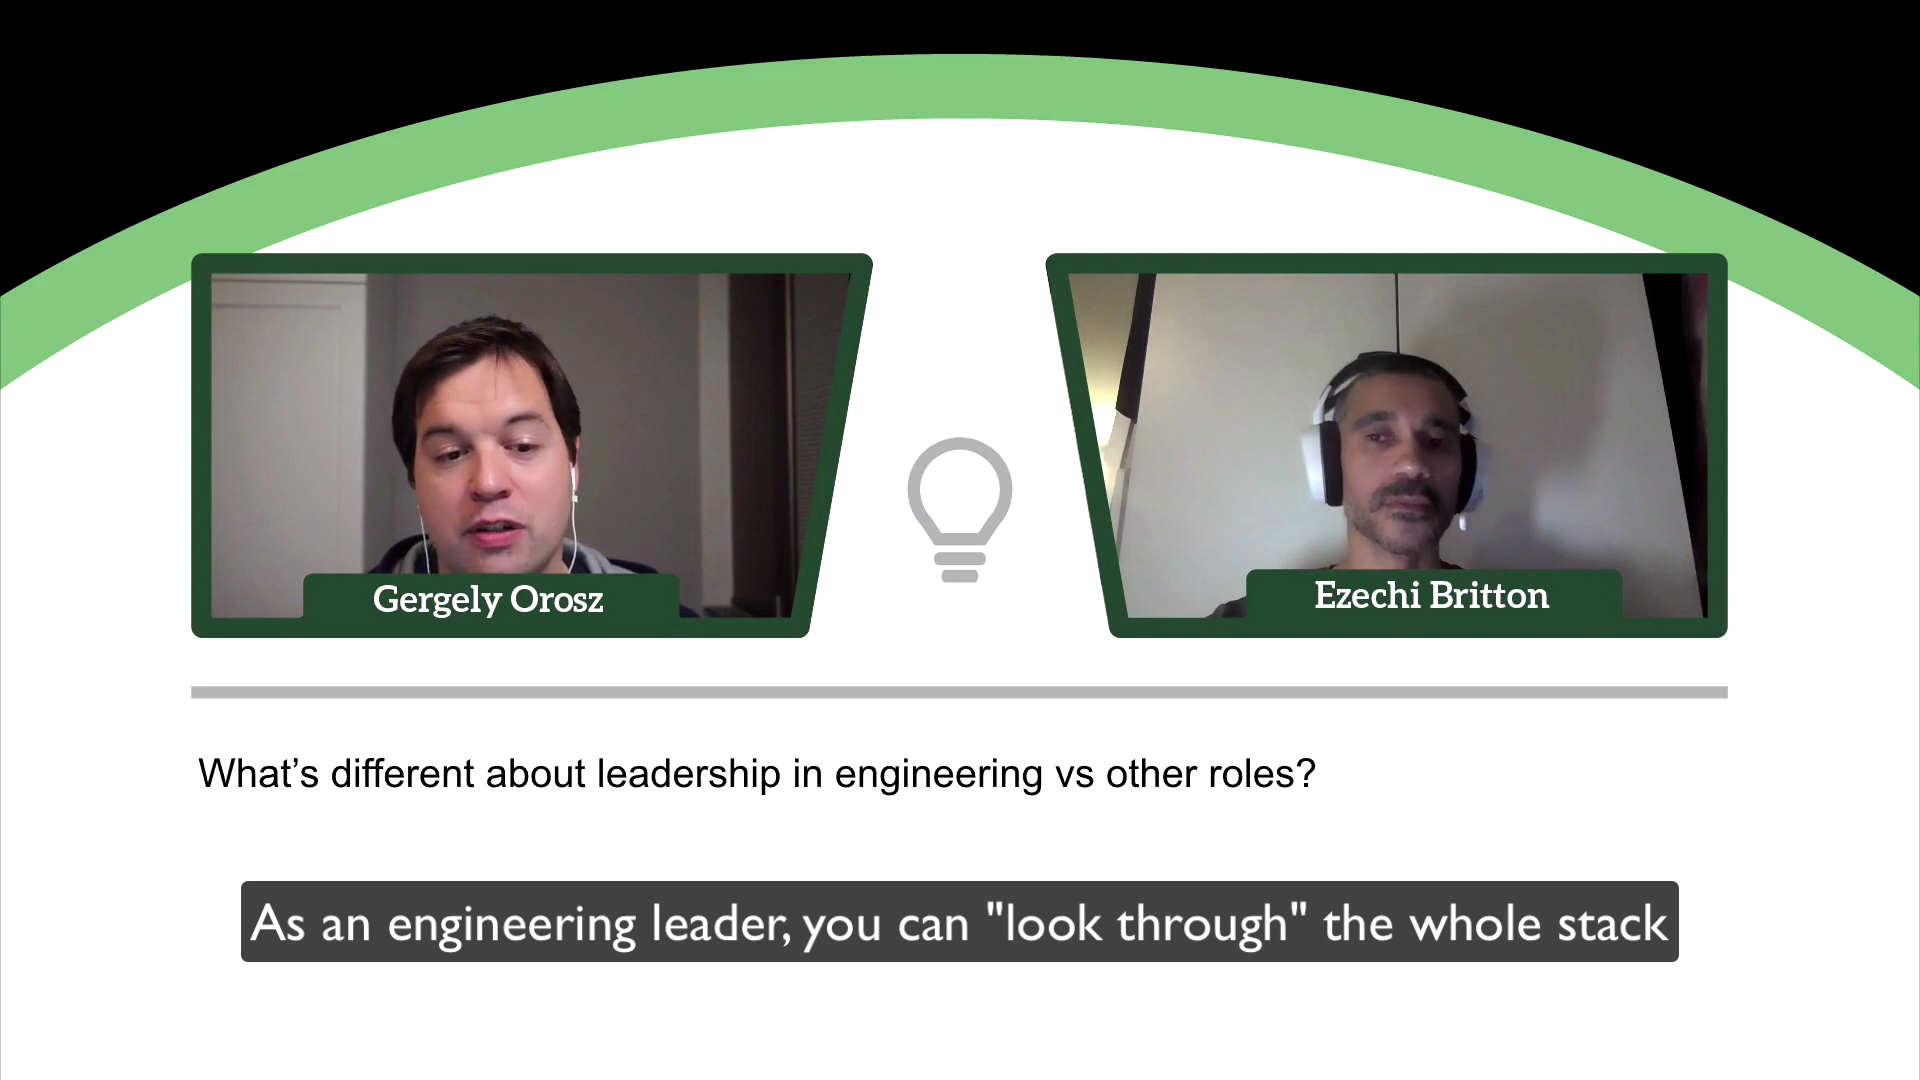 Gergely Orosz
Ezechi Britton
What’s different about leadership in engineering vs other roles?
As an engineering leader, you can "look through" the whole stack